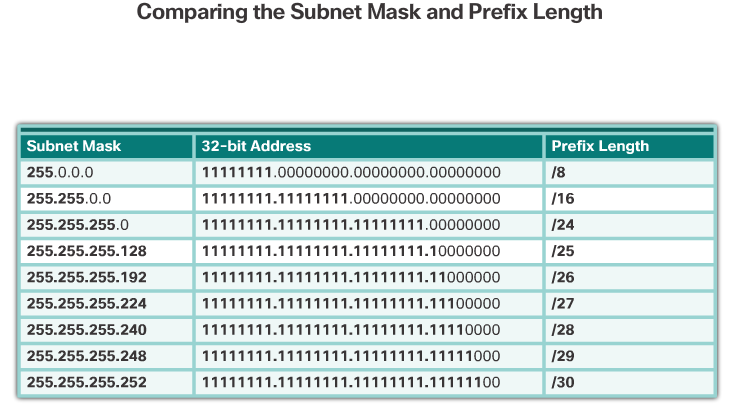 Comparing the Subnet Mask and Prefix Length
Subnet Mask 32-bit Address Prefix Length
255.0.0.0 11111111.00000000.00000000.00000000 /8
255.255.0.0 11111111.11111111.00000000.00000000 /16
255.255.255.0 11111111.11111111.11111111.00000000 /24
255.255.255.128 11111111.11111111.11111111.10000000 /25
255.255.255.192 11111111.11111111.11111111.11000000 /26
255.255.255.224 11111111.11111111.11111111.11100000 /27
255.255.255.240 11111111.11111111.11111111.11110000 /28
255.255.255.248 11111111.11111111.11111111.11111000 /29
255.255.255.252 11111111.11111111.11111111.11111100 /30